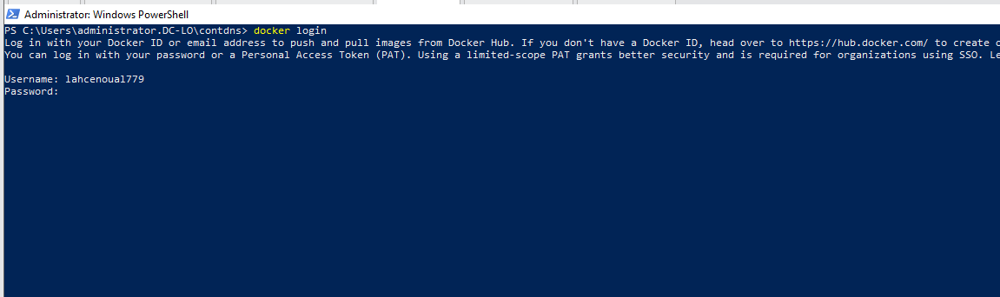 Administrator: Windows PowerShell
PS C:\Users\administrator.DC-LO\contdns> docker login
Log in with your Docker ID or email address to push and pull images from Docker Hub. If you don't have a Docker ID, head over to https://hub.docker.com/ to create
You can log in with your password or a Personal Access Token (PAT). Using a limited-scope PAT grants better security and is required for organizations using SSO.
Username: lahcenoual779
Password: